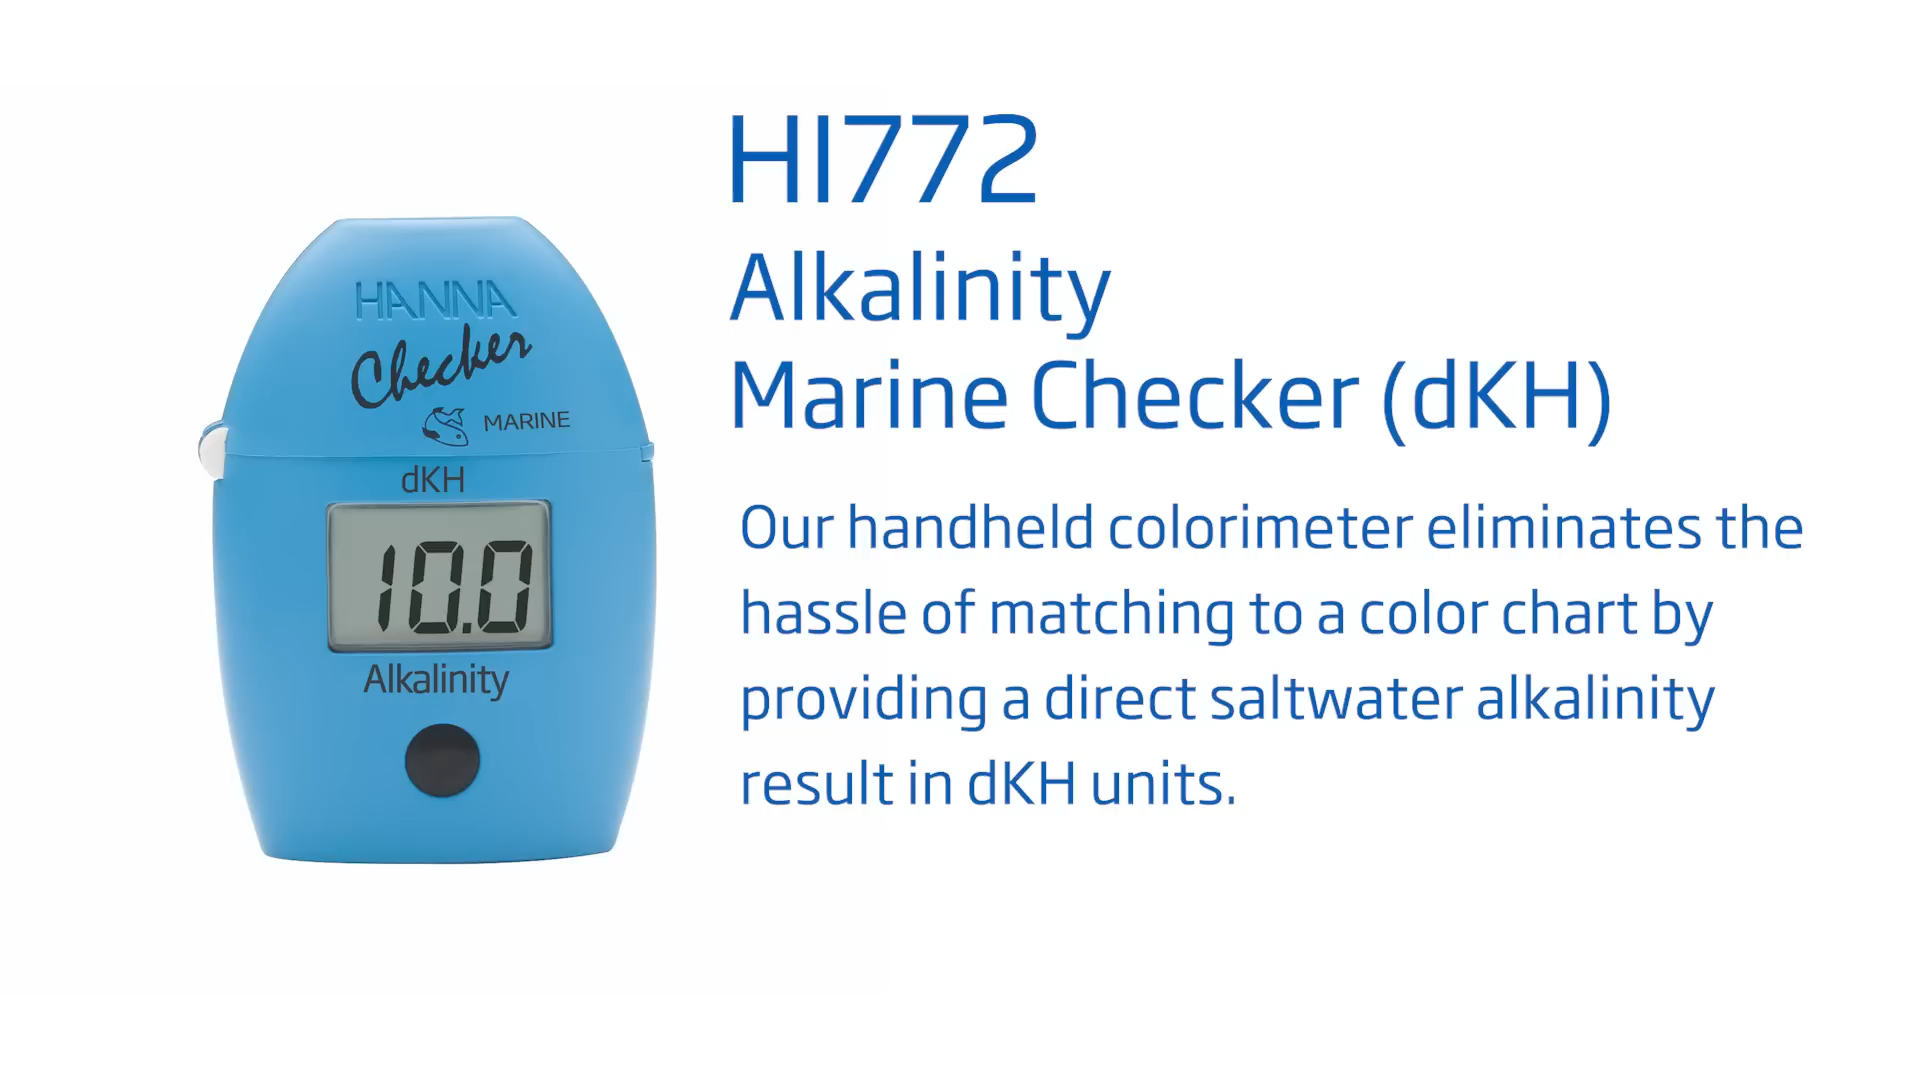 HANNA
Checker
MARINE
dKH
10.0
Alkalinity
HI772
Alkalinity
Marine Checker (dKH)
Our handheld colorimeter eliminates the
hassle of matching to a color chart by
providing a direct saltwater alkalinity
result in dKH units.